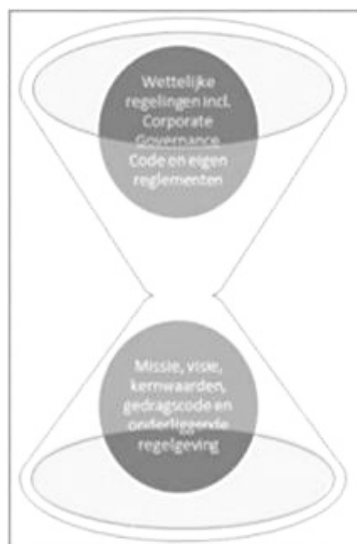 Wettelijke
regelingen incl.
Corporate
Governance
Code en eigen
reglementen
Missie, visie,
kernwaarden,
gedragscode en
onderliggende
regelgeving